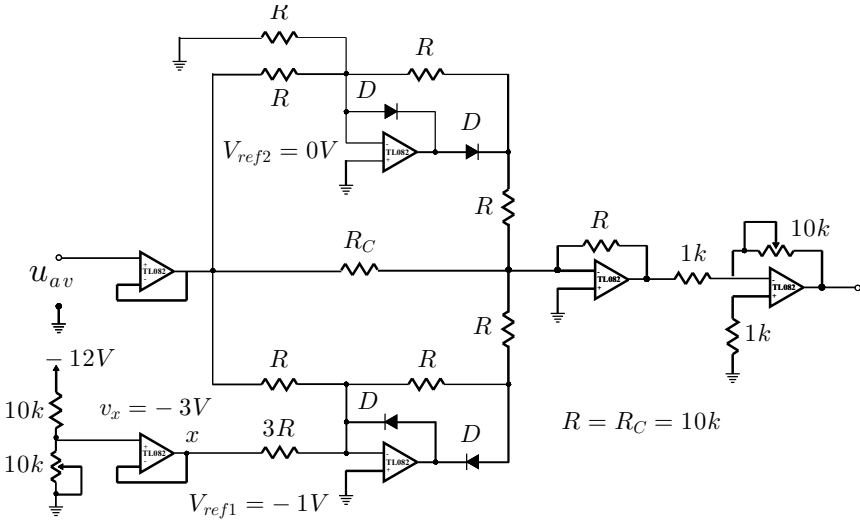 R
R
R
D
D
-
+
TL082
V_{ref2} = 0V
R
R_C
R
1k
10k
u_{av}
+
-
TL082
-
+
TL082
-
+
TL082
R
1k
-12V
R
R
10k
v_x = -3V
x
3R
D
D
R = R_C = 10k
10k
+
-
TL082
-
+
TL082
V_{ref1} = -1V